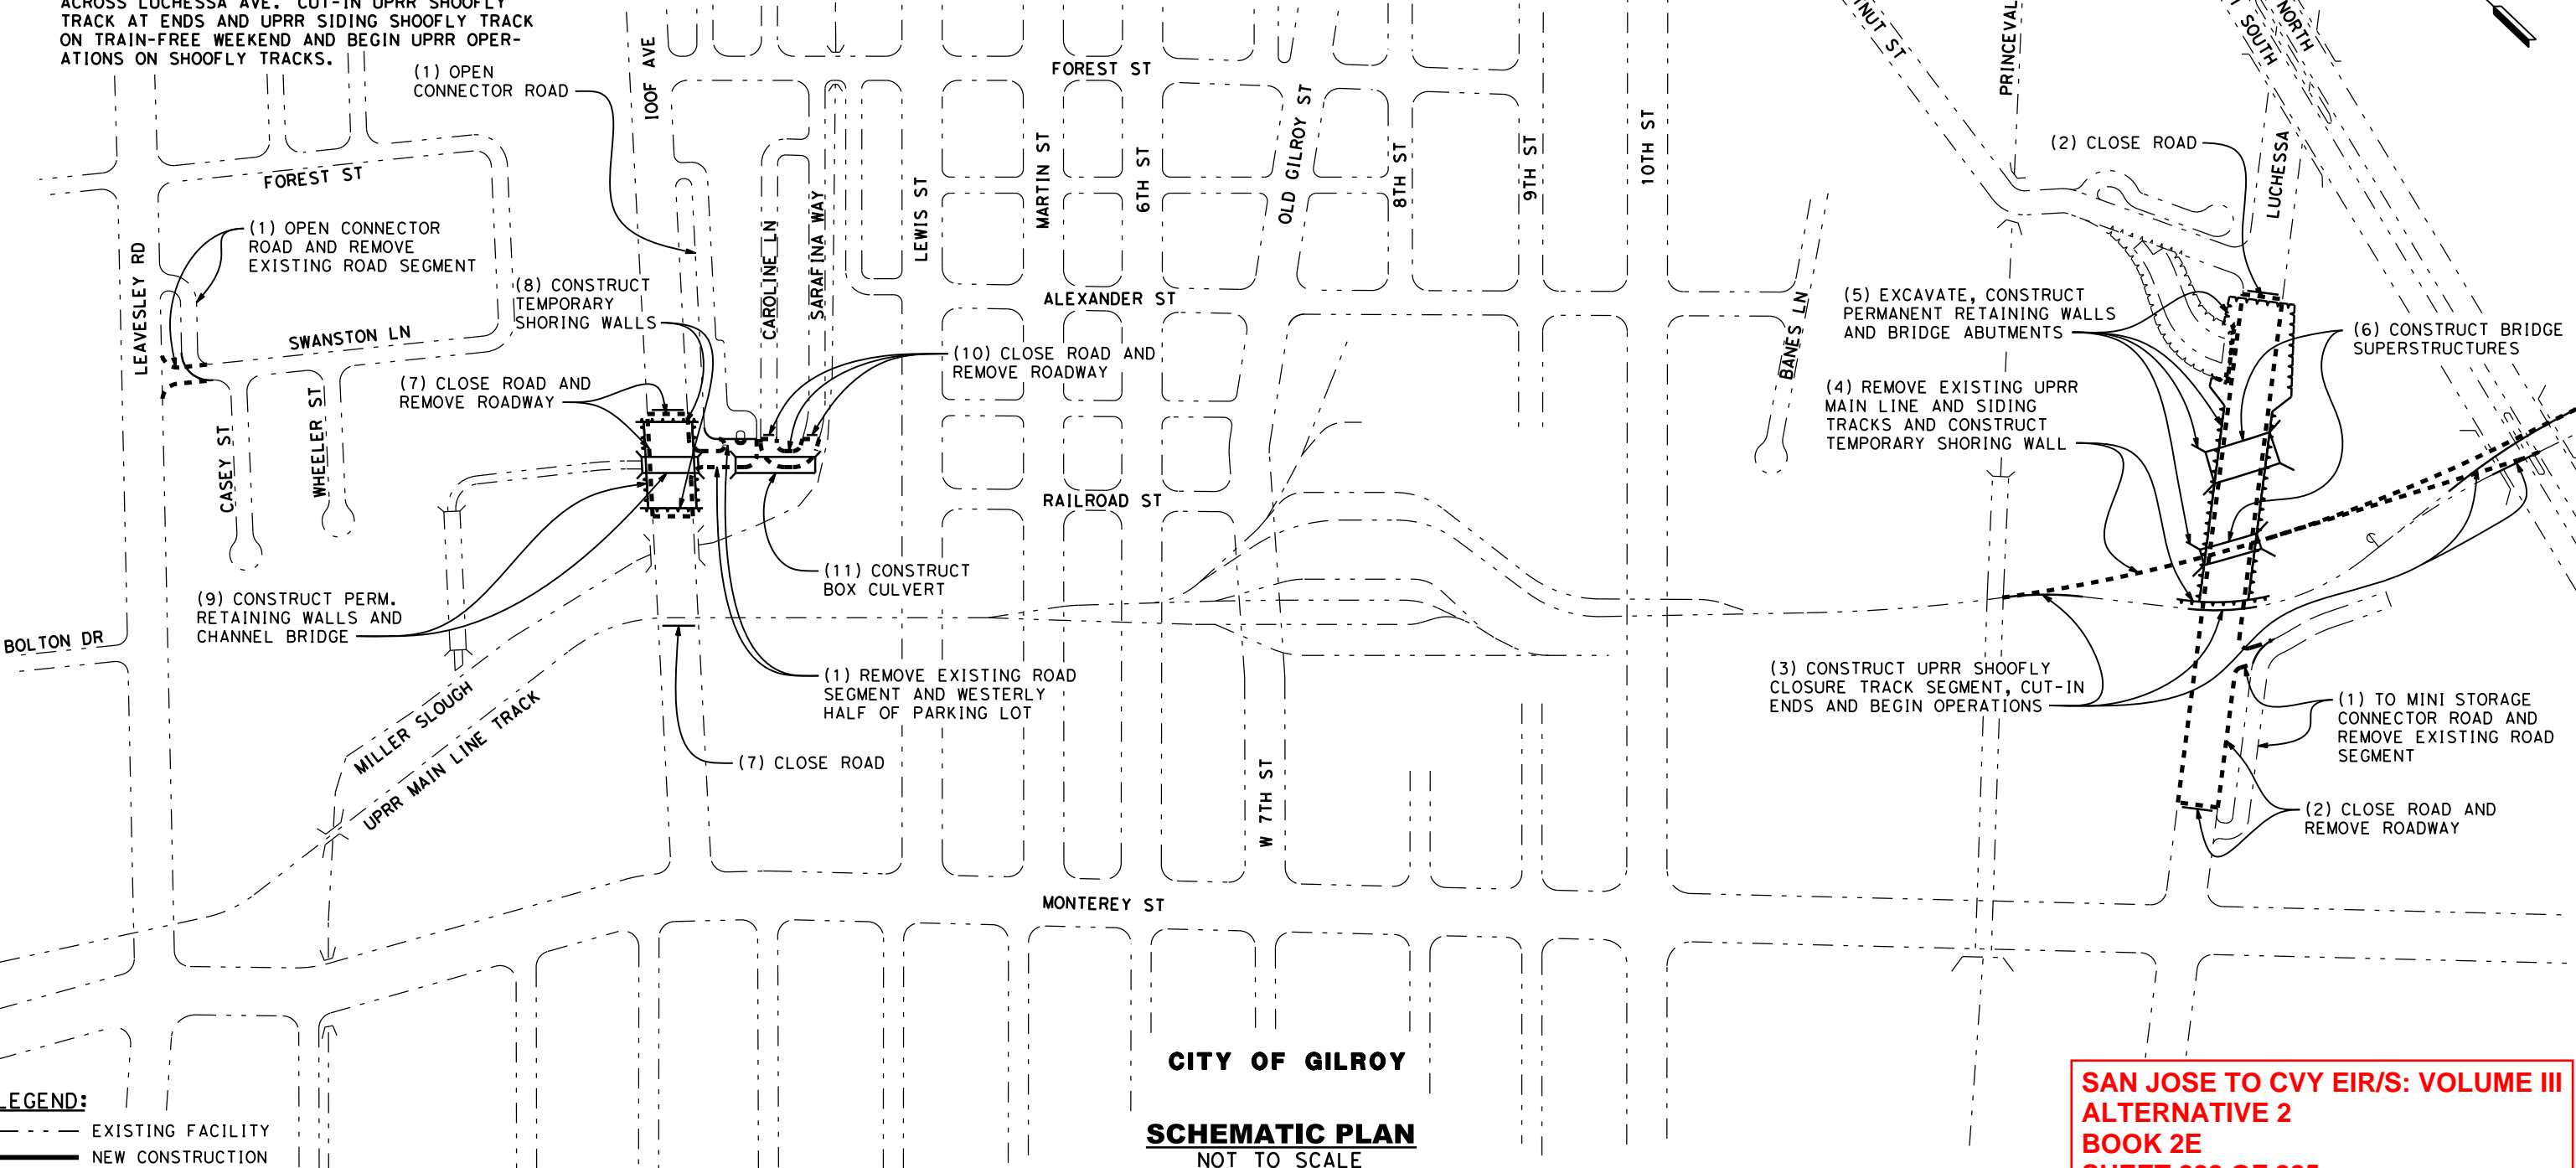 ACROSS LUCHESSA AVE. CUT-IN UPRR SHOOFLY
TRACK AT ENDS AND UPRR SIDING SHOOFLY TRACK
ON TRAIN-FREE WEEKEND AND BEGIN UPRR OPER-
ATIONS ON SHOOFLY TRACKS.
(1) OPEN
CONNECTOR ROAD
IOOF AVE
FOREST ST
NUT ST
PRINCEVAL
SOUTH
NORTH
(2) CLOSE ROAD
LUCHESSA
FOREST ST
LEAVESLEY RD
(1) OPEN CONNECTOR
ROAD AND REMOVE
EXISTING ROAD SEGMENT
CAROLINE LN
SARAFINA WAY
LEWIS ST
MARTIN ST
6TH ST
OLD GILROY ST
8TH ST
9TH ST
10TH ST
BANES LN
(8) CONSTRUCT
TEMPORARY
SHORING WALLS
ALEXANDER ST
SWANSTON LN
(5) EXCAVATE, CONSTRUCT
PERMANENT RETAINING WALLS
AND BRIDGE ABUTMENTS
(6) CONSTRUCT BRIDGE
SUPERSTRUCTURES
(10) CLOSE ROAD AND
REMOVE ROADWAY
(7) CLOSE ROAD AND
REMOVE ROADWAY
(4) REMOVE EXISTING UPRR
MAIN LINE AND SIDING
TRACKS AND CONSTRUCT
TEMPORARY SHORING WALL
CASEY ST
WHEELER ST
RAILROAD ST
(11) CONSTRUCT
BOX CULVERT
(9) CONSTRUCT PERM.
RETAINING WALLS AND
CHANNEL BRIDGE
BOLTON DR
(1) REMOVE EXISTING ROAD
SEGMENT AND WESTERLY
HALF OF PARKING LOT
(3) CONSTRUCT UPRR SHOOFLY
CLOSURE TRACK SEGMENT, CUT-IN
ENDS AND BEGIN OPERATIONS
(1) TO MINI STORAGE
CONNECTOR ROAD AND
REMOVE EXISTING ROAD
SEGMENT
MILLER SLOUGH
UPRR MAIN LINE TRACK
(7) CLOSE ROAD
W 7TH ST
(2) CLOSE ROAD AND
REMOVE ROADWAY
MONTEREY ST
CITY OF GILROY
SCHEMATIC PLAN
NOT TO SCALE
LEGEND:
EXISTING FACILITY
NEW CONSTRUCTION
SAN JOSE TO CVY EIR/S: VOLUME III
ALTERNATIVE 2
BOOK 2E